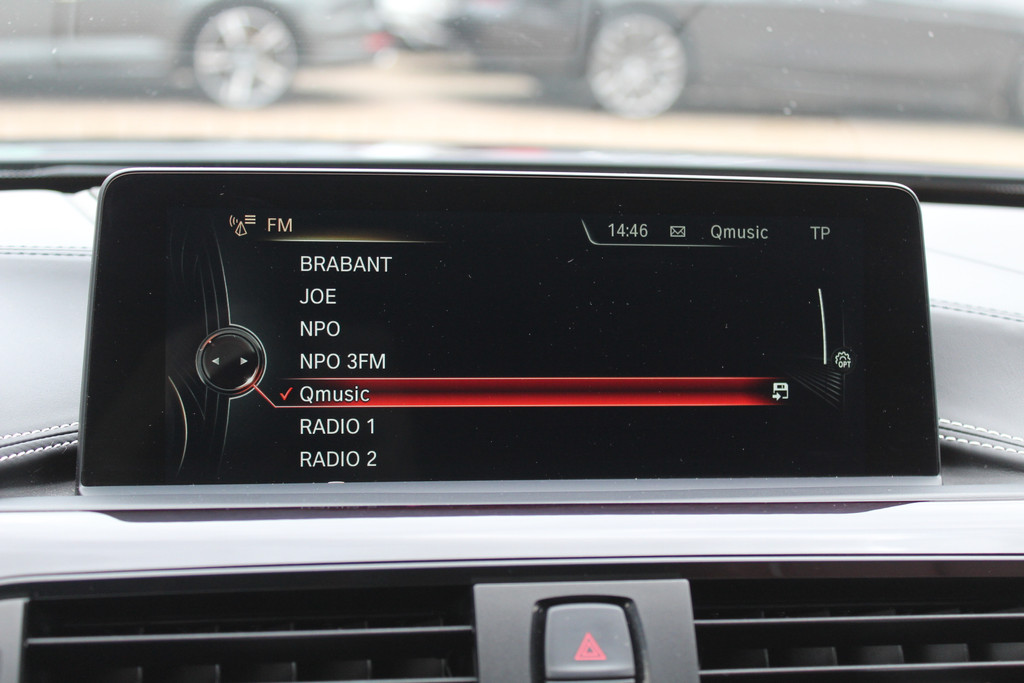 FM
14:46 Qmusic TP
BRABANT
JOE
NPO
NPO 3FM
OPT
Qmusic
RADIO 1
RADIO 2